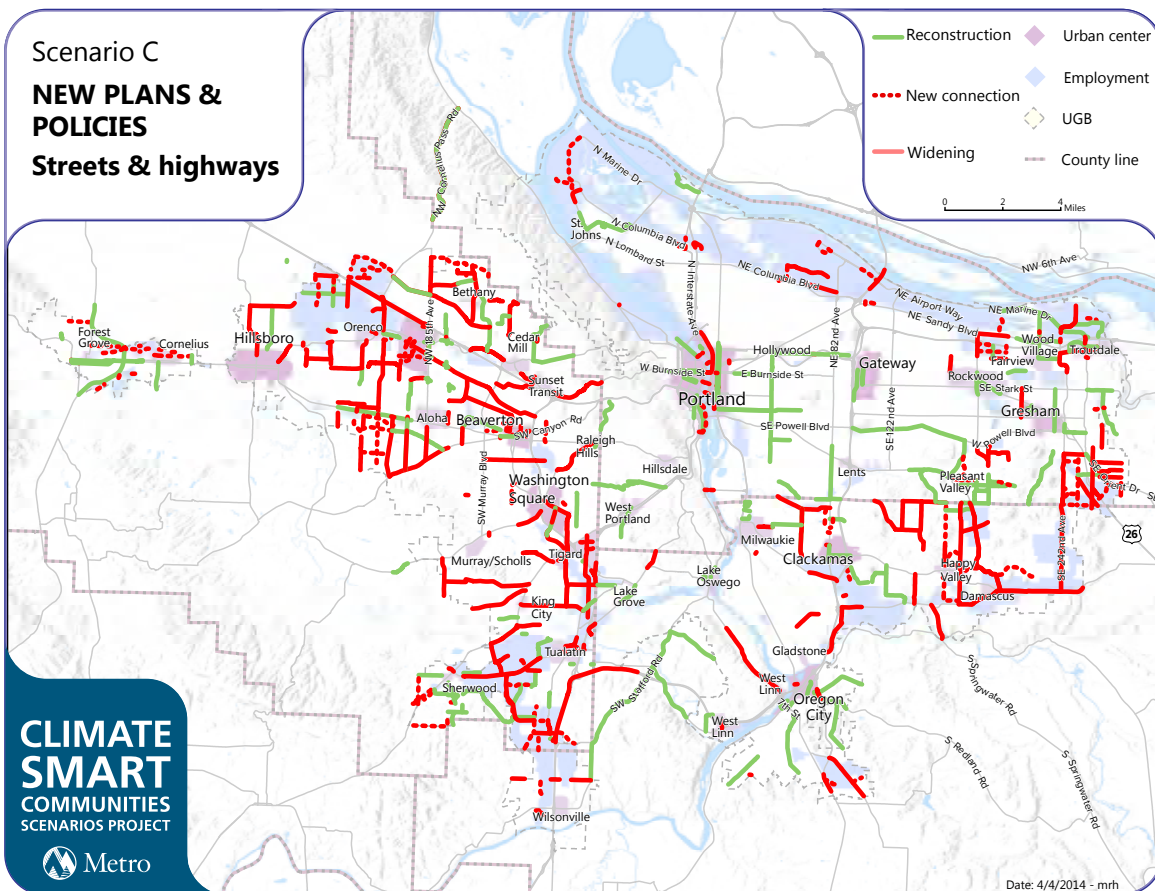 Scenario C
NEW PLANS &
POLICIES
Streets & highways
Reconstruction
Urban center
Employment
New connection
UGB
Widening
County line
0 2 4 Miles
NW Cornelius Pass Rd
N Marine Dr
St.
Johns
N Columbia Blvd
N Lombard St
N Interstate Ave
NE Columbia Blvd
NW 6th Ave
NE Airport Way
NE Marine Dr
NE Sandy Blvd
NE 82nd Ave
Bethany
NW 185th Ave
Orenco
Hillsboro
Forest
Grove
Cornelius
Cedar
Mill
Hollywood
Gateway
Wood
Village
Troutdale
Fairview
Rockwood
SE Stark St
W Burnside St
E Burnside St
Sunset
Transit
Portland
Gresham
Aloha
Beaverton
SW Canyon Rd
SE Powell Blvd
SE 122nd Ave
W Powell Blvd
Raleigh
Hills
Hillsdale
Lents
Pleasant
Valley
SE Orient Dr
SW Murray Blvd
Washington
Square
West
Portland
Milwaukie
26
Murray/Scholls
Tigard
Clackamas
SE 242nd Ave
Lake
Oswego
Happy
Valley
King
City
Lake
Grove
Damascus
Tualatin
Gladstone
SW Stafford Rd
Sherwood
West
Linn
7th St
Oregon
City
West
Linn
S Springwater Rd
S Redland Rd
S Springwater Rd
Wilsonville
CLIMATE
SMART
COMMUNITIES
SCENARIOS PROJECT
Metro
Date: 4/4/2014 - mrh